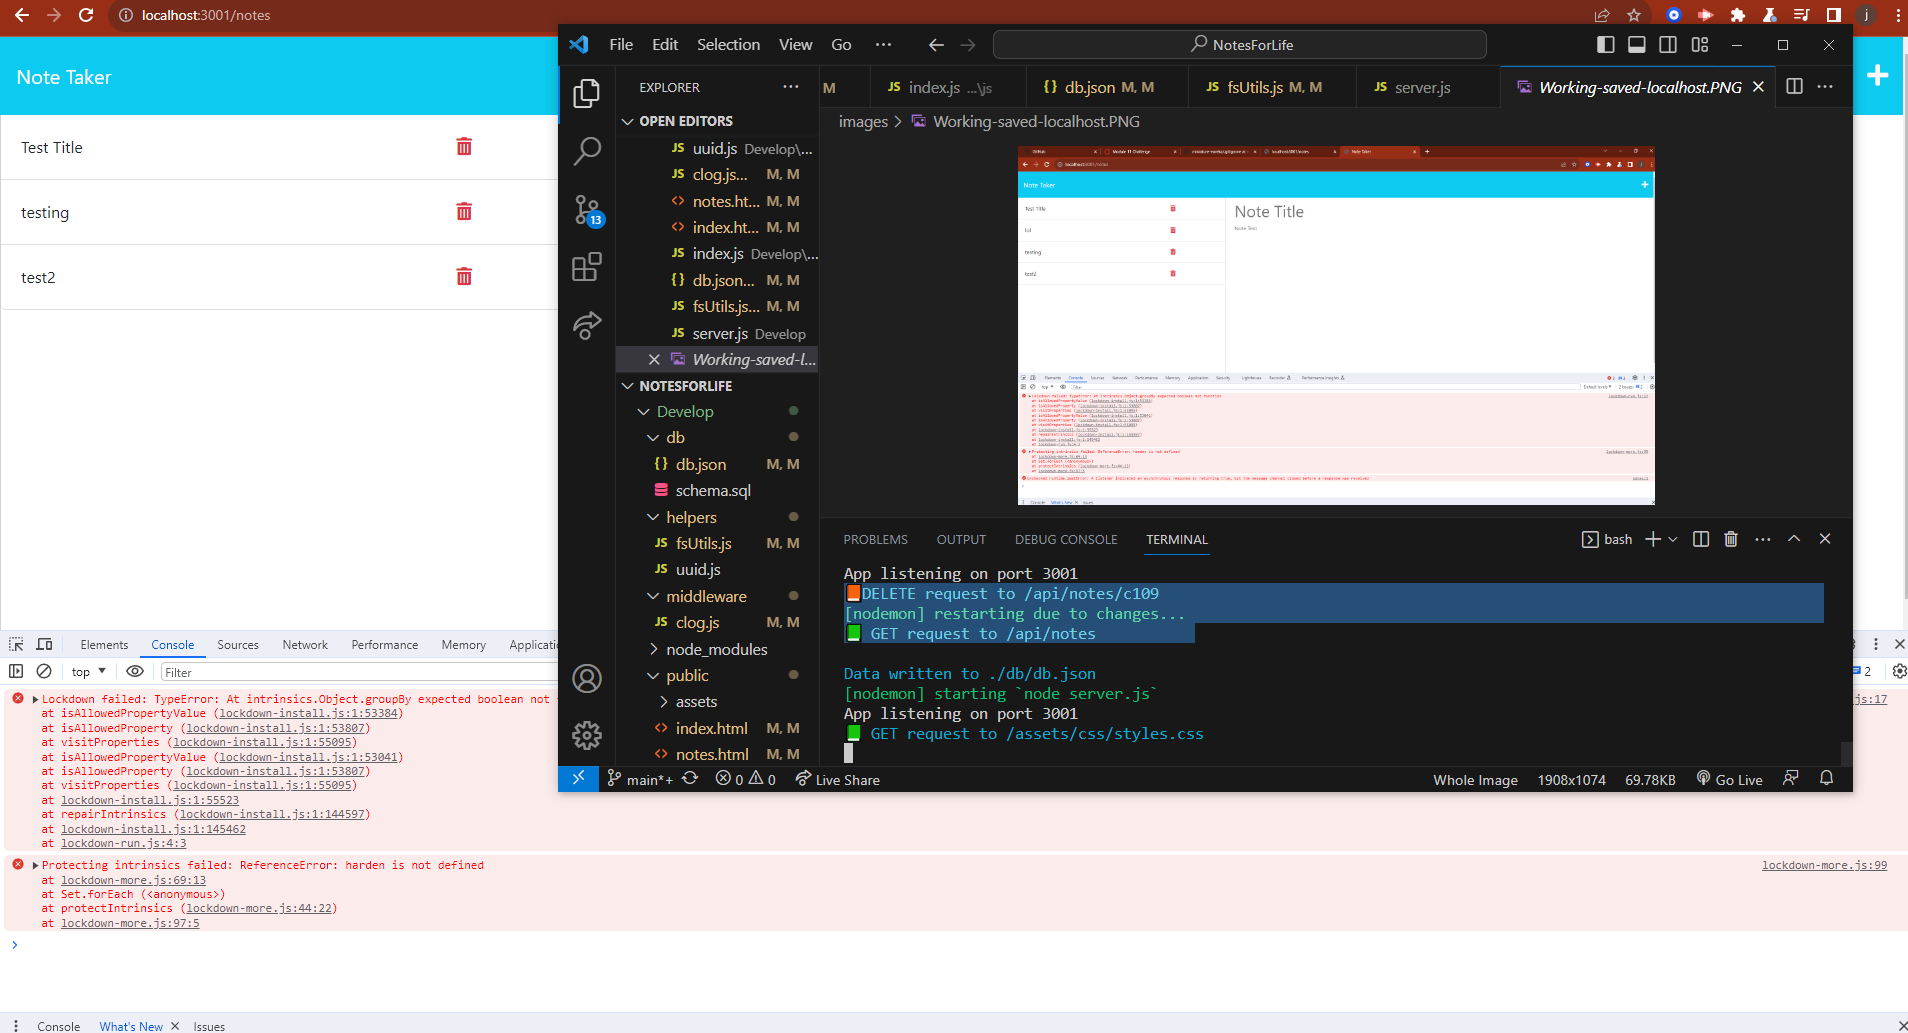 localhost:3001/notes
j
Note Taker
Test Title
testing
test2
File Edit Selection View Go
NotesForLife
EXPLORER
M
JS index.js ...\js
{} db.json M, M
JS fsUtils.js M, M
JS server.js
Working-saved-localhost.PNG
images > Working-saved-localhost.PNG
OPEN EDITORS
JS uuid.js Develop\...
JS clog.js... M, M
<> notes.ht... M, M
<> index.ht... M, M
JS index.js Develop\...
{} db.json... M, M
JS fsUtils.js... M, M
JS server.js Develop
Working-saved-l...
NOTESFORLIFE
Develop
db
{} db.json M, M
schema.sql
helpers
JS fsUtils.js M, M
JS uuid.js
middleware
JS clog.js M, M
node_modules
public
assets
<> index.html M, M
<> notes.html M, M
13
Note Taker
Test Title
lol
testing
test2
Note Title
Note Text
PROBLEMS OUTPUT DEBUG CONSOLE TERMINAL
bash
App listening on port 3001
DELETE request to /api/notes/c109
[nodemon] restarting due to changes...
GET request to /api/notes
Data written to ./db/db.json
[nodemon] starting `node server.js`
App listening on port 3001
GET request to /assets/css/styles.css
main*+ 0 0 Live Share
Whole Image 1908x1074 69.78KB Go Live
Elements Console Sources Network Performance Memory
top Filter
2
Lockdown failed: TypeError: At intrinsics.Object.groupBy expected boolean not
js:17
at isAllowedPropertyValue (lockdown-install.js:1:53384)
at isAllowedProperty (lockdown-install.js:1:53807)
at visitProperties (lockdown-install.js:1:55095)
at isAllowedPropertyValue (lockdown-install.js:1:53041)
at isAllowedProperty (lockdown-install.js:1:53807)
at visitProperties (lockdown-install.js:1:55095)
at lockdown-install.js:1:55523
at repairIntrinsics (lockdown-install.js:1:144597)
at lockdown-install.js:1:145462
at lockdown-run.js:4:3
Protecting intrinsics failed: ReferenceError: harden is not defined
lockdown-more.js:99
at lockdown-more.js:69:13
at Set.forEach (<anonymous>)
at protectIntrinsics (lockdown-more.js:44:22)
at lockdown-more.js:97:5
Console What's New Issues